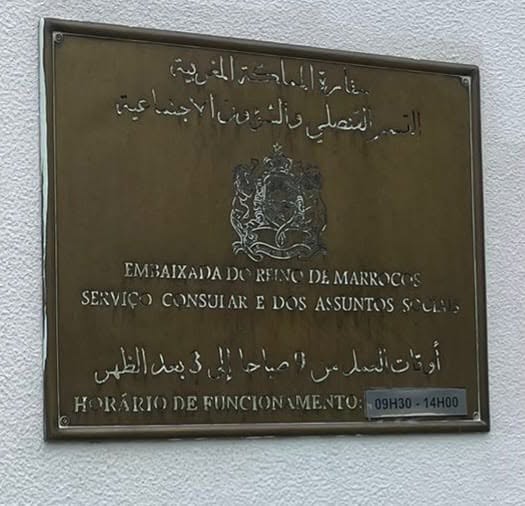 سفارة المملكة المغربية
القسم القنصلي والشؤون الاجتماعية
EMBAIXADA DO REINO DE MARROCOS
SERVIÇO CONSULAR E DOS ASSUNTOS SOCIAIS
أوقات العمل من 9 صباحا إلى 3 بعد الظهر
HORÁRIO DE FUNCIONAMENTO: 09H30 - 14H00